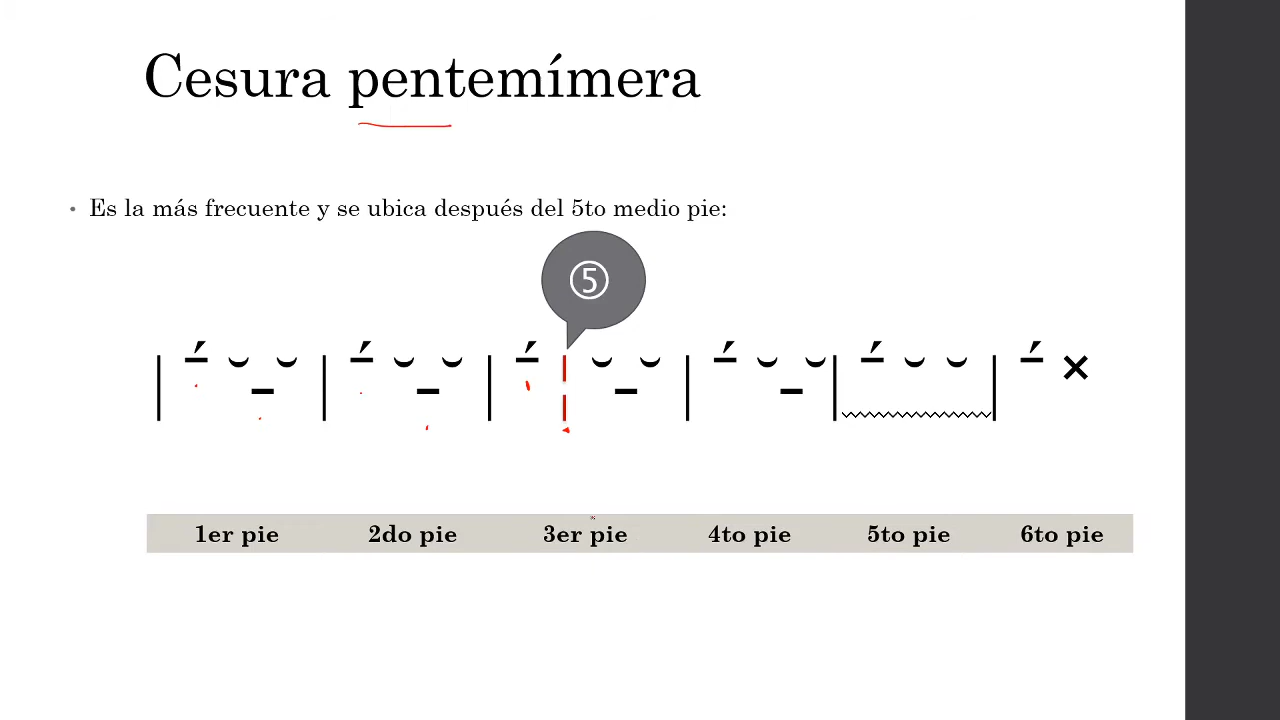 Cesura pentemímera
• Es la más frecuente y se ubica después del 5to medio pie:
⑤
1er pie 2do pie 3er pie 4to pie 5to pie 6to pie